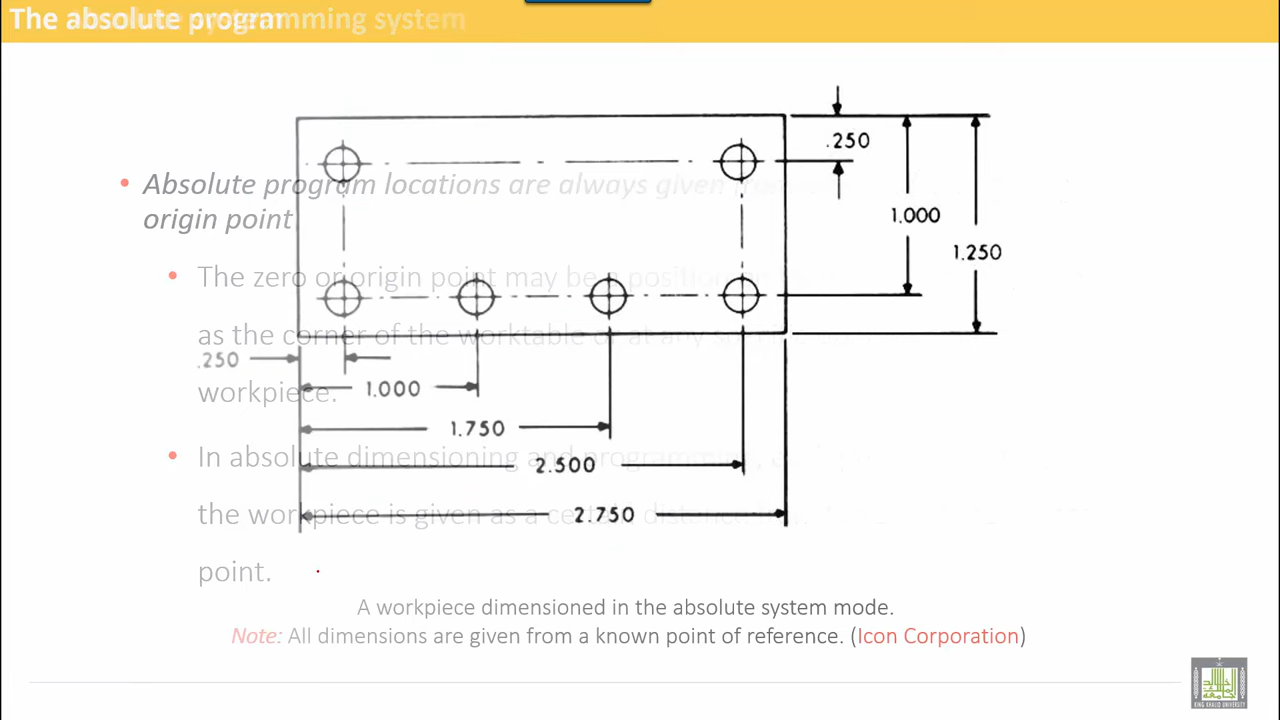 The absolute programming system
.250
1.000
1.250
• Absolute program locations are always given from
origin point
• The zero or origin point may be a position
as the corner of the worktable or at any
workpiece.
.250
1.000
1.750
• In absolute dimensioning and programming,
2.500
the workpiece is given as a certain distance
2.750
point.
A workpiece dimensioned in the absolute system mode.
Note: All dimensions are given from a known point of reference. (Icon Corporation)
KING KHALID UNIVERSITY